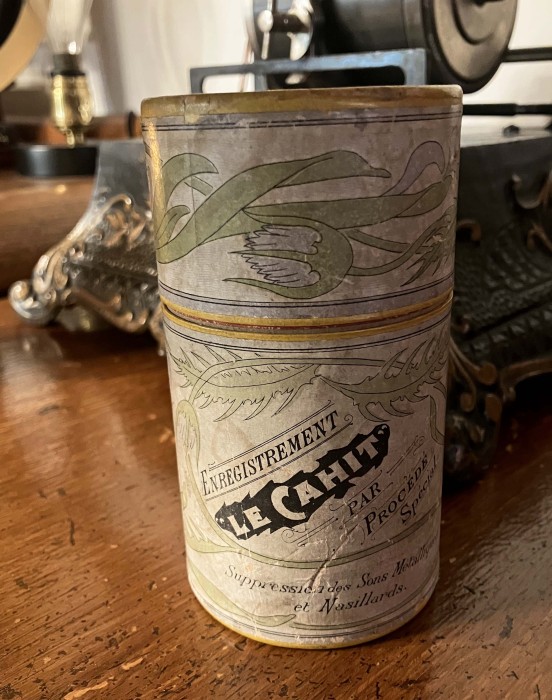 ENREGISTREMENT
"LE CAHIT"
PAR
PROCÉDÉ
Spécial
Suppression des Sons Métalliques
et Nasillards.